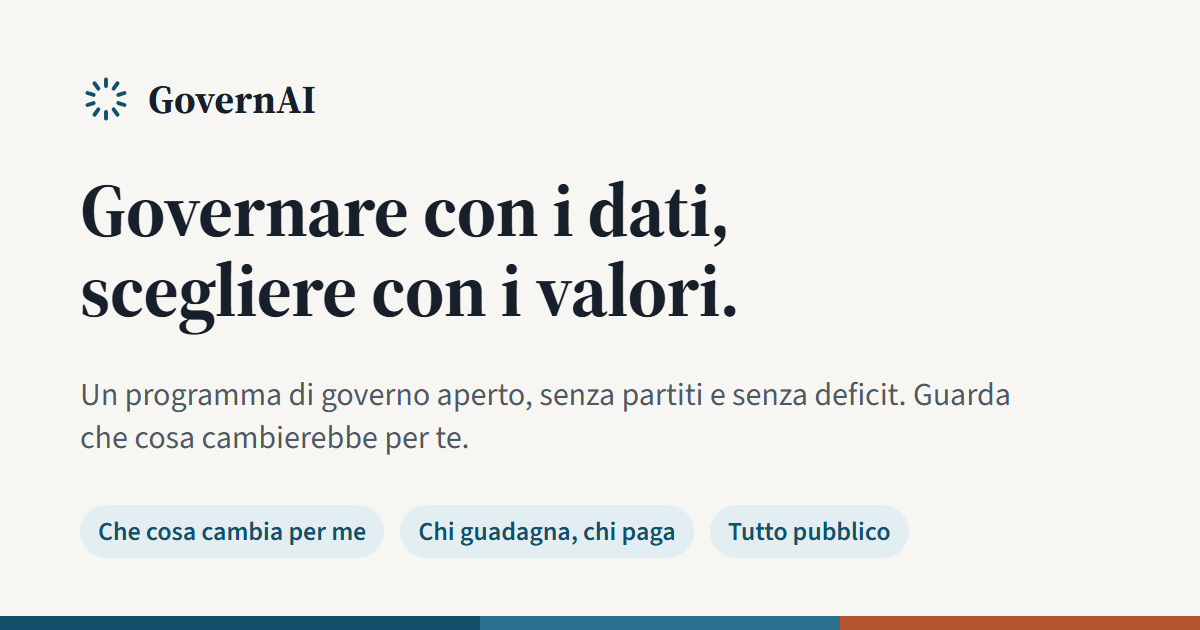 GovernAI
Governare con i dati,
scegliere con i valori.
Un programma di governo aperto, senza partiti e senza deficit. Guarda
che cosa cambierebbe per te.
Che cosa cambia per me
Chi guadagna, chi paga
Tutto pubblico